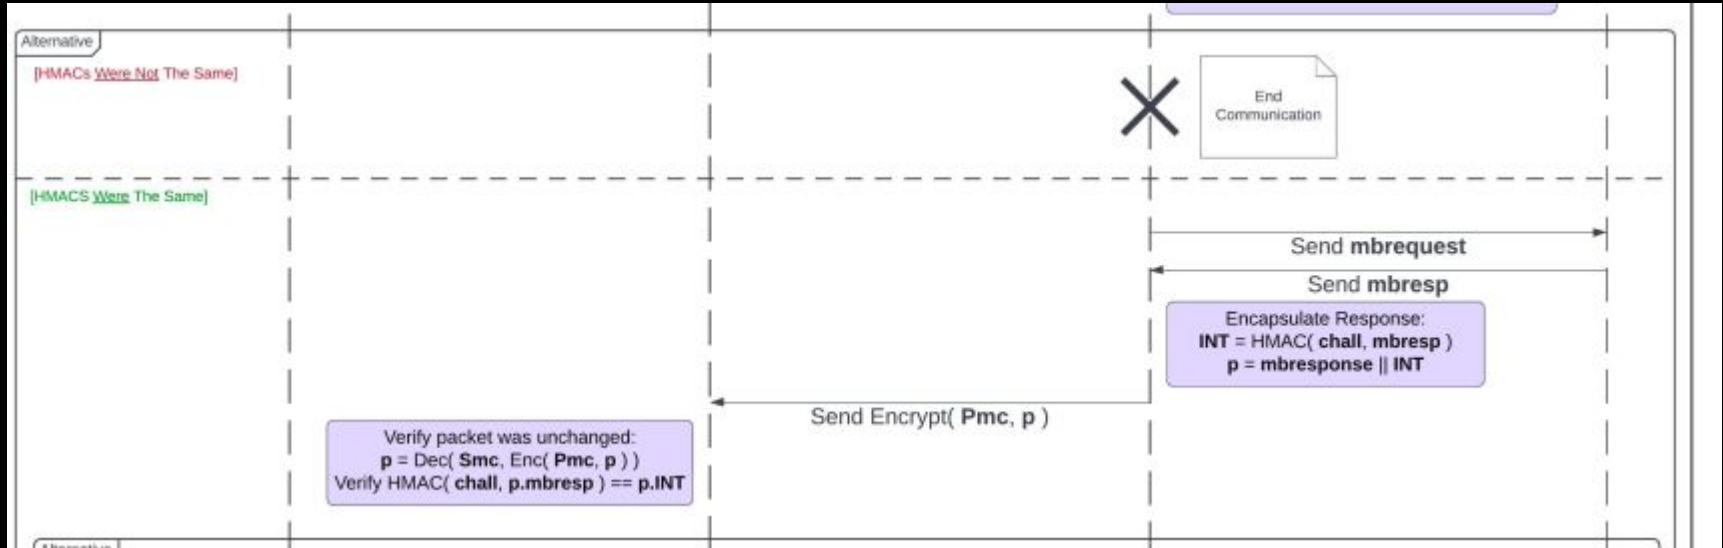 Alternative
[HMACs Were Not The Same]
End
Communication
[HMACS Were The Same]
Send mbrequest
Send mbresp
Encapsulate Response:
INT = HMAC( chall, mbresp )
p = mbresponse || INT
Send Encrypt( Pmc, p )
Verify packet was unchanged:
p = Dec( Smc, Enc( Pmc, p ) )
Verify HMAC( chall, p.mbresp ) == p.INT
Alternative